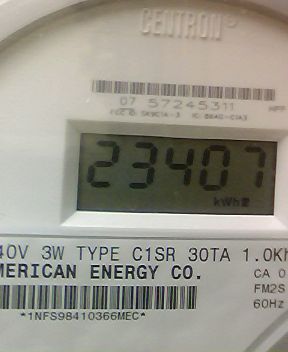 CENTRON®
07 57245311
23407
kWh
40V 3W TYPE C1SR 30TA 1.0Kh
MERICAN ENERGY CO.
CA 0
FM2S
60Hz
*1NFS98410366MEC*